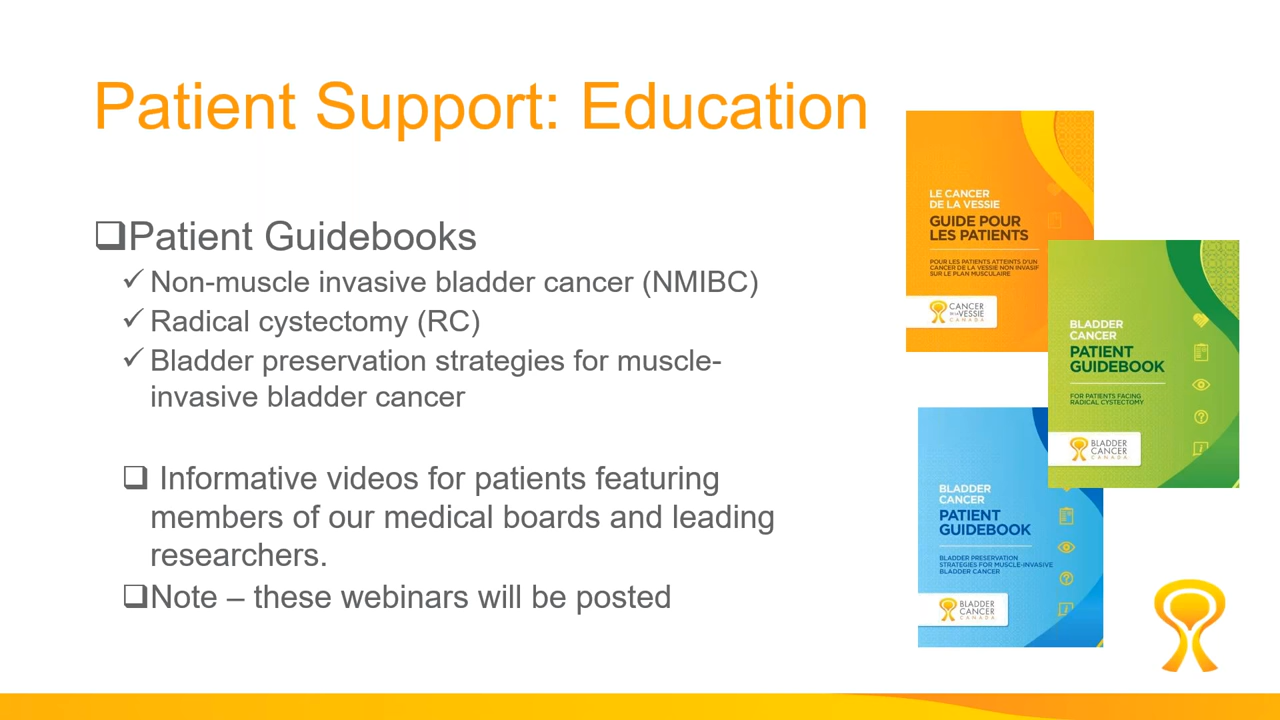 Patient Support: Education
❑Patient Guidebooks
✓ Non-muscle invasive bladder cancer (NMIBC)
✓ Radical cystectomy (RC)
✓ Bladder preservation strategies for muscle-
invasive bladder cancer
❑ Informative videos for patients featuring
members of our medical boards and leading
researchers.
❑Note – these webinars will be posted
LE CANCER
DE LA VESSIE
GUIDE POUR
LES PATIENTS
POUR LES PATIENTS ATTEINTS D'UN
CANCER DE LA VESSIE NON INVASIF
SUR LE PLAN MUSCULAIRE
CANCER
DE LA VESSIE
CANADA
BLADDER
CANCER
PATIENT
GUIDEBOOK
FOR PATIENTS FACING
RADICAL CYSTECTOMY
BLADDER
CANCER
CANADA
BLADDER
CANCER
PATIENT
GUIDEBOOK
BLADDER PRESERVATION
STRATEGIES FOR MUSCLE-INVASIVE
BLADDER CANCER
BLADDER
CANCER
CANADA